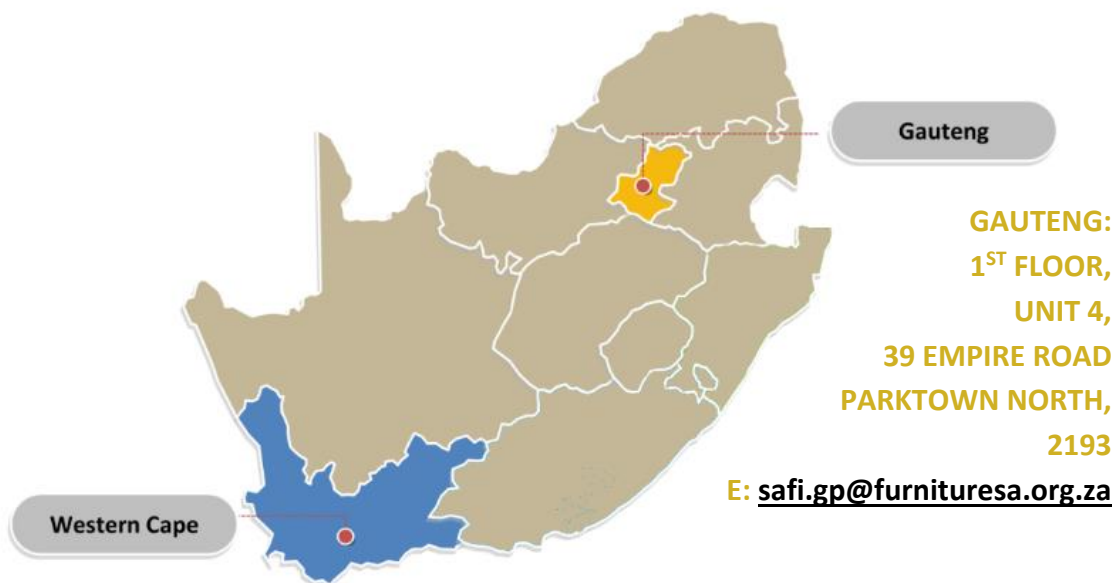 Gauteng
GAUTENG:
1ST FLOOR,
UNIT 4,
39 EMPIRE ROAD
PARKTOWN NORTH,
2193
E: safi.gp@furnituresa.org.za
Western Cape